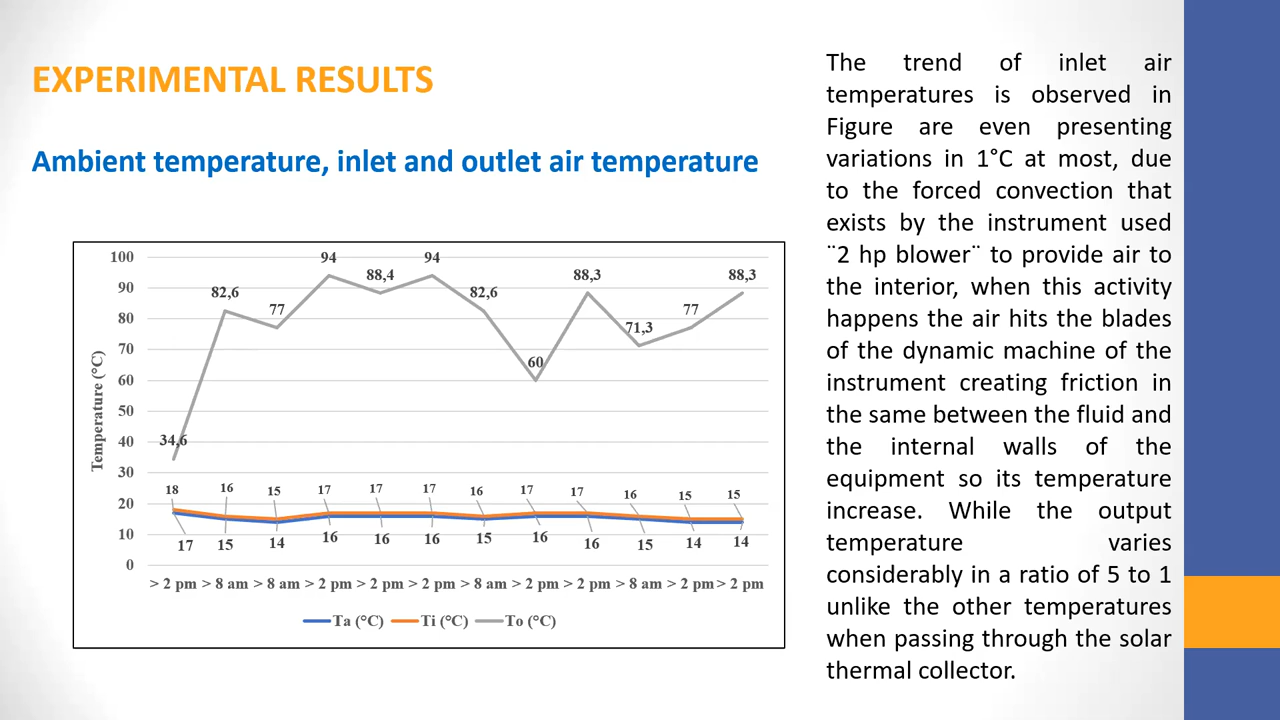 EXPERIMENTAL RESULTS
Ambient temperature, inlet and outlet air temperature
100
90
80
70
60
50
40
30
20
10
0
Temperature (°C)
34,6
82,6
77
94
88,4
94
82,6
60
88,3
71,3
77
88,3
18 16 15 17 17 17 16 17 17 16 15 15
17 15 14 16 16 16 15 16 16 15 14 14
> 2 pm > 8 am > 8 am > 2 pm > 2 pm > 2 pm > 8 am > 2 pm > 2 pm > 8 am > 2 pm > 2 pm
Ta (°C) Ti (°C) To (°C)
The trend of inlet air
temperatures is observed in
Figure are even presenting
variations in 1°C at most, due
to the forced convection that
exists by the instrument used
¨2 hp blower¨ to provide air to
the interior, when this activity
happens the air hits the blades
of the dynamic machine of the
instrument creating friction in
the same between the fluid and
the internal walls of the
equipment so its temperature
increase. While the output
temperature varies
considerably in a ratio of 5 to 1
unlike the other temperatures
when passing through the solar
thermal collector.